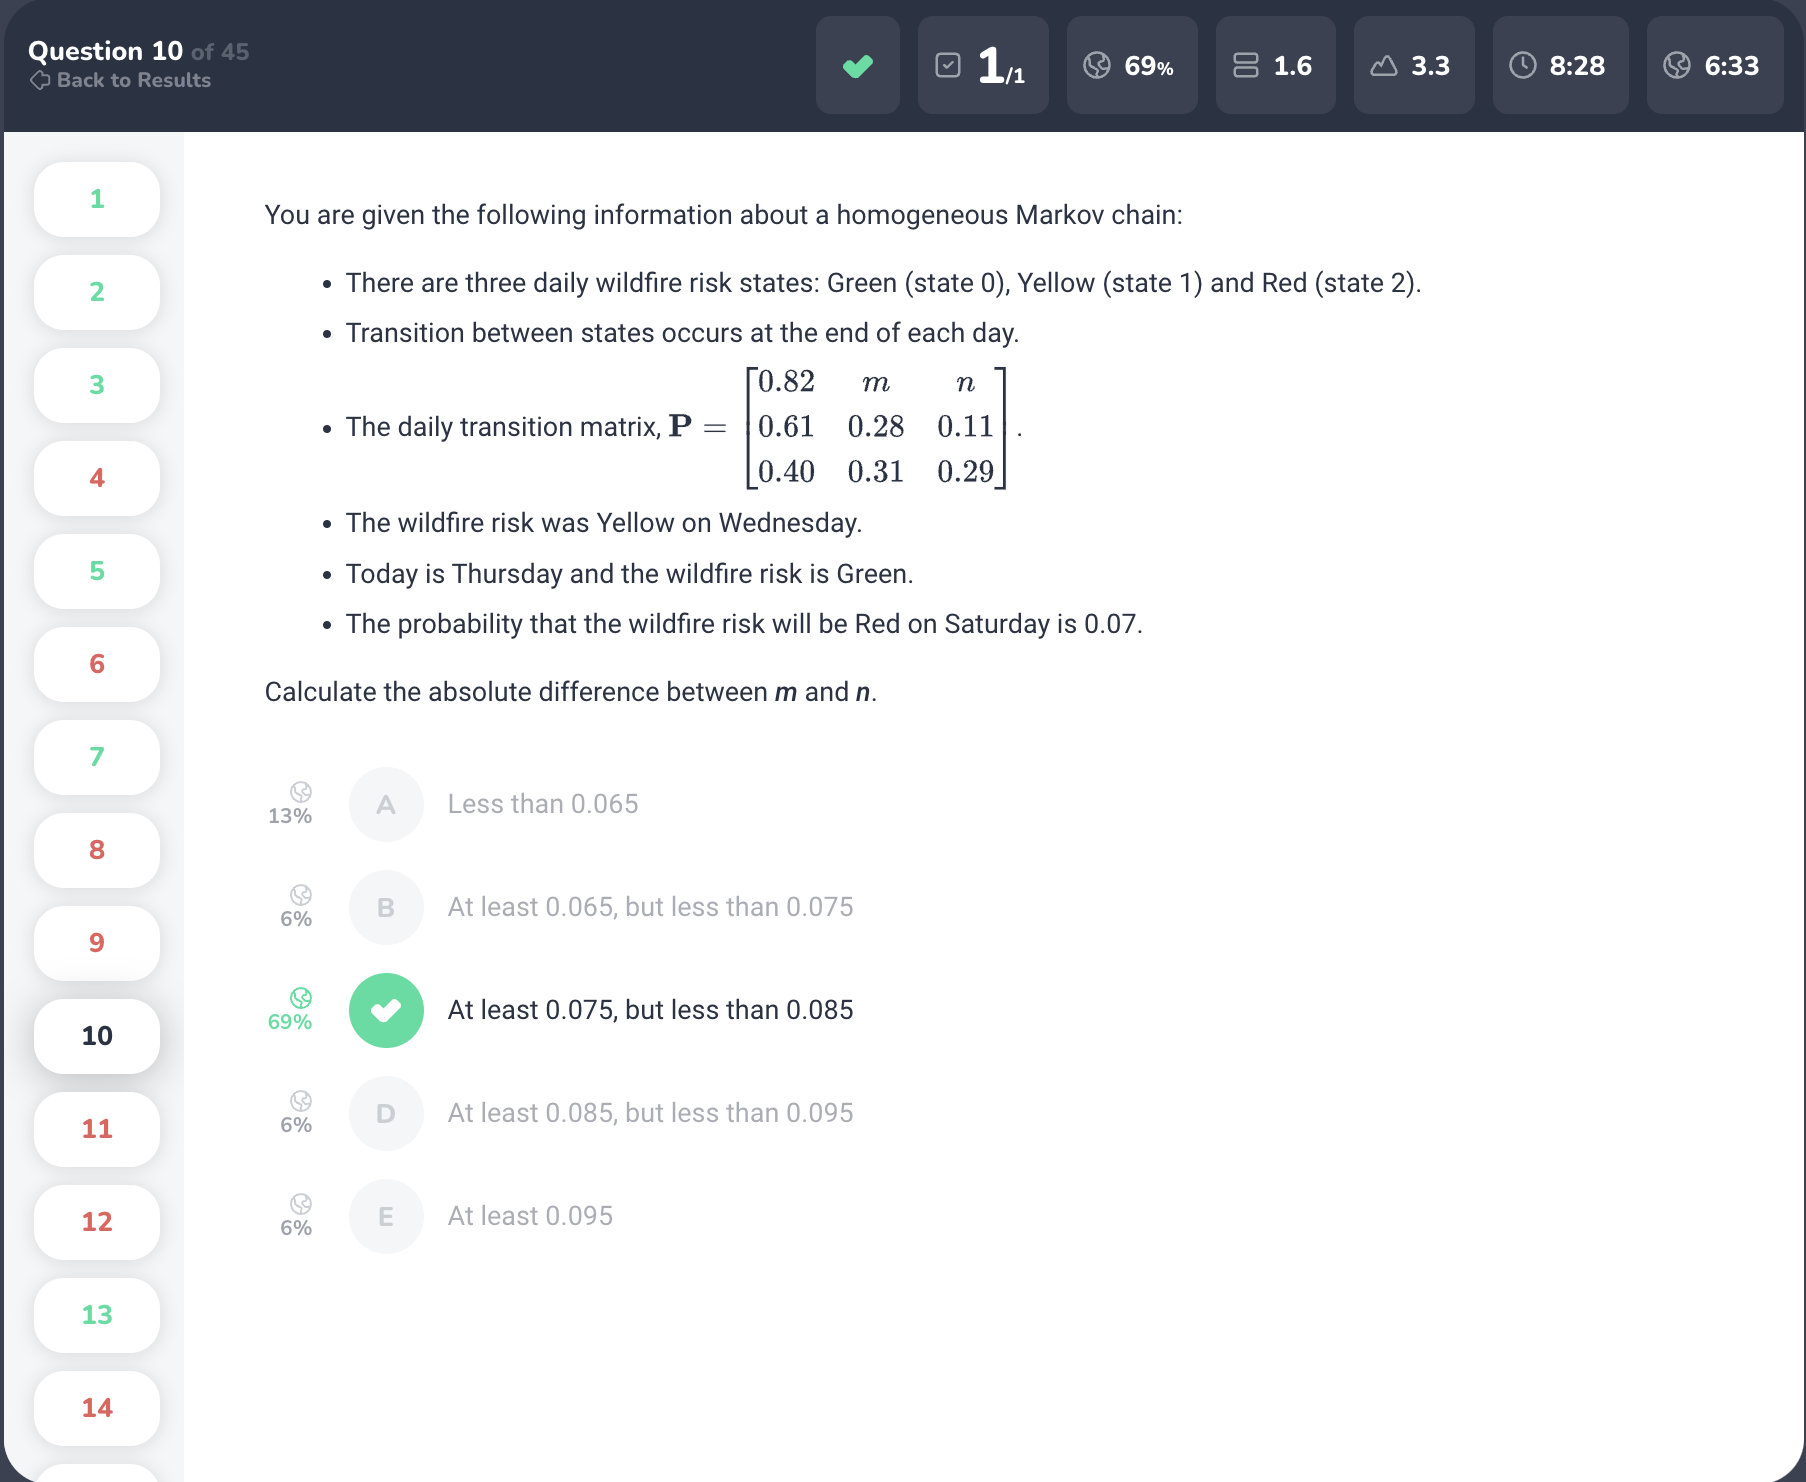 Question 10 of 45
Back to Results
1/1
69%
1.6
3.3
8:28
6:33
1
2
3
4
5
6
7
8
9
10
11
12
13
14
You are given the following information about a homogeneous Markov chain:
• There are three daily wildfire risk states: Green (state 0), Yellow (state 1) and Red (state 2).
• Transition between states occurs at the end of each day.
• The daily transition matrix, P = [0.82 m n
0.61 0.28 0.11
0.40 0.31 0.29].
• The wildfire risk was Yellow on Wednesday.
• Today is Thursday and the wildfire risk is Green.
• The probability that the wildfire risk will be Red on Saturday is 0.07.
Calculate the absolute difference between m and n.
13% A Less than 0.065
6% B At least 0.065, but less than 0.075
69% At least 0.075, but less than 0.085
6% D At least 0.085, but less than 0.095
6% E At least 0.095